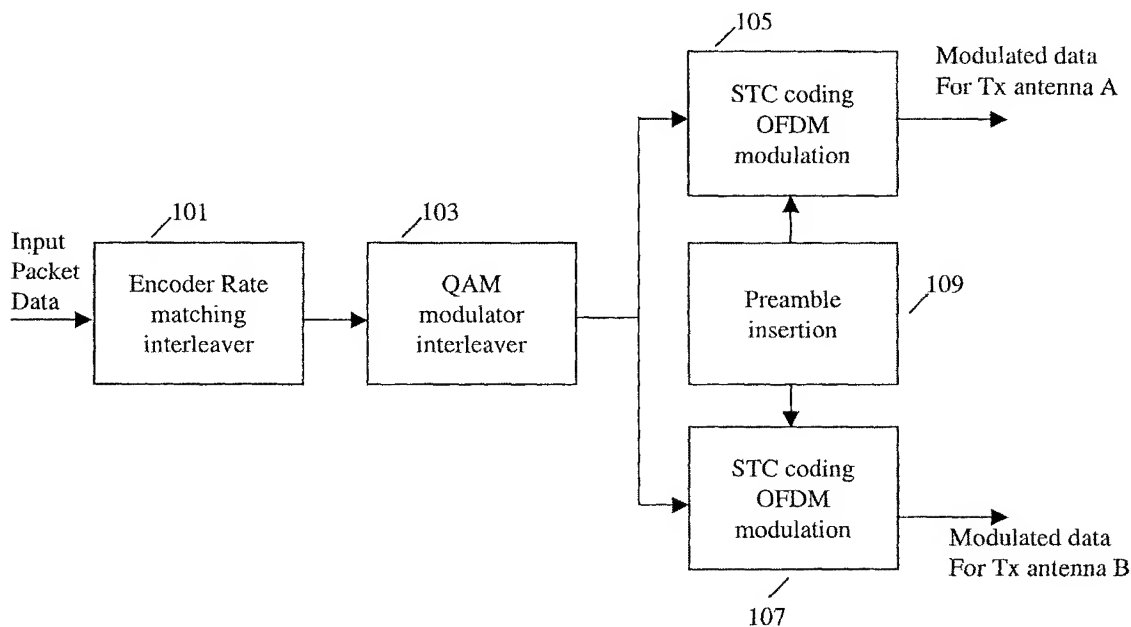 105
Modulated data
For Tx antenna A
STC coding
OFDM
modulation
101
103
Input
Packet
Data
Encoder Rate
matching
interleaver
QAM
modulator
interleaver
Preamble
insertion
109
STC coding
OFDM
modulation
Modulated data
For Tx antenna B
107